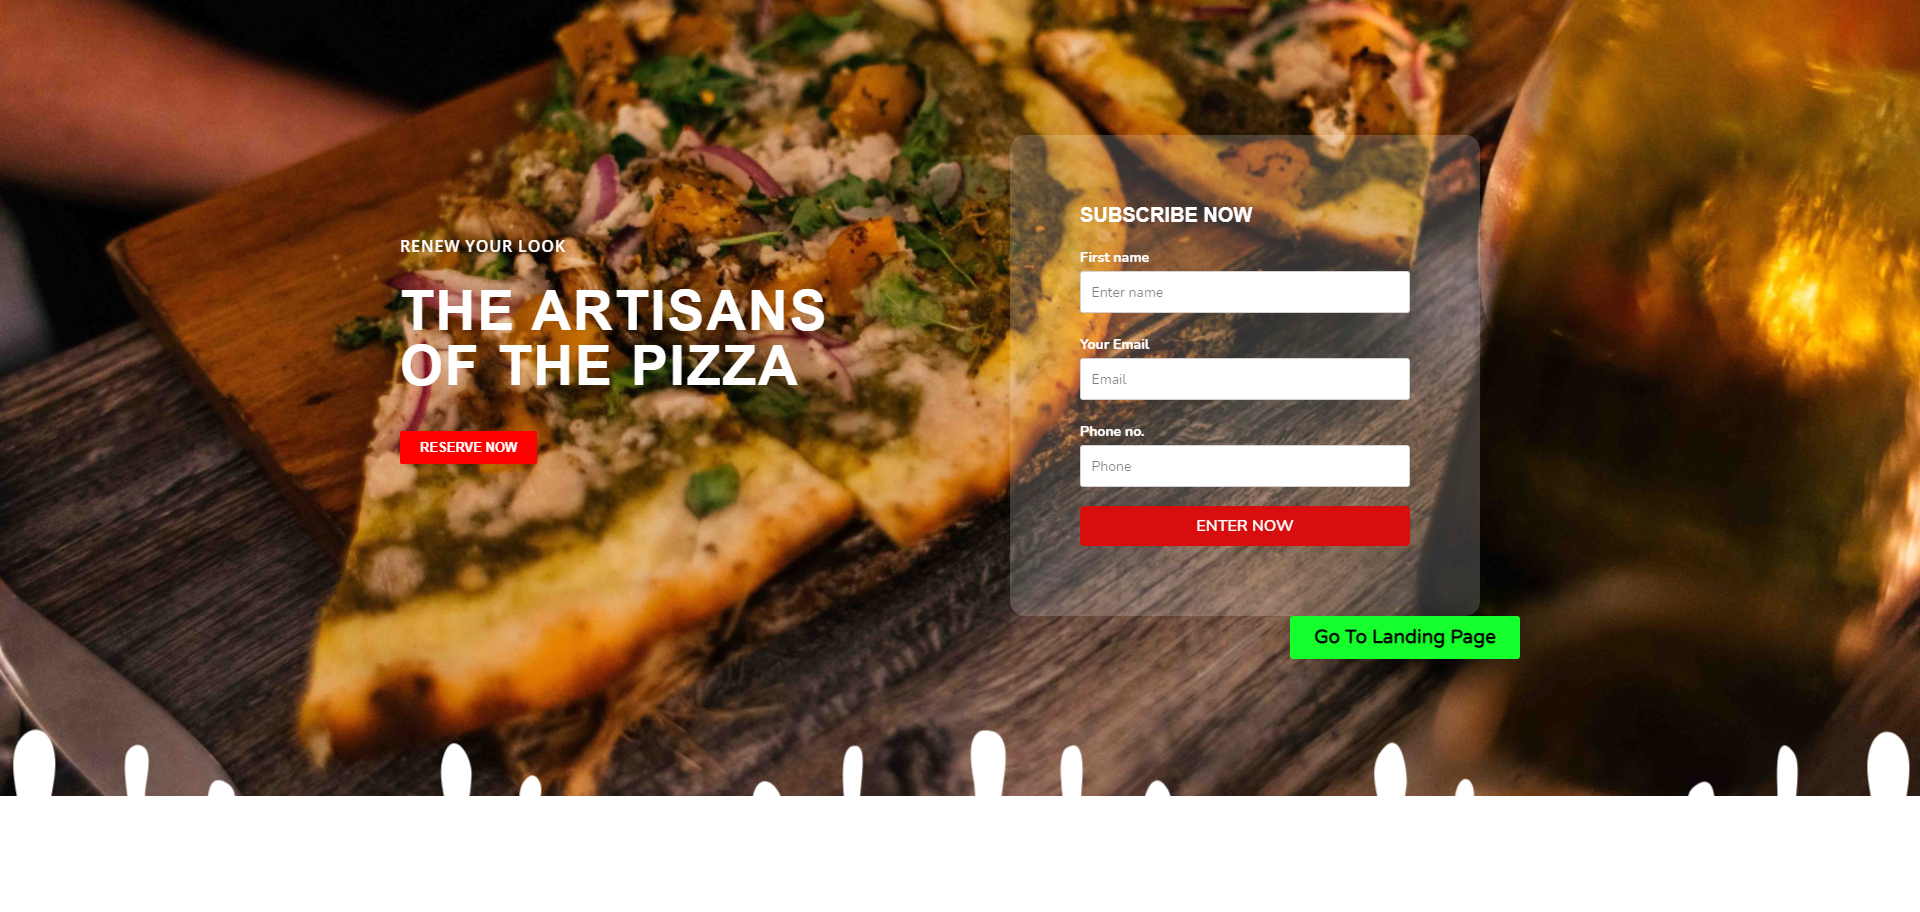 RENEW YOUR LOOK
THE ARTISANS
OF THE PIZZA
RESERVE NOW
SUBSCRIBE NOW
First name
Enter name
Your Email
Email
Phone no.
Phone
ENTER NOW
Go To Landing Page